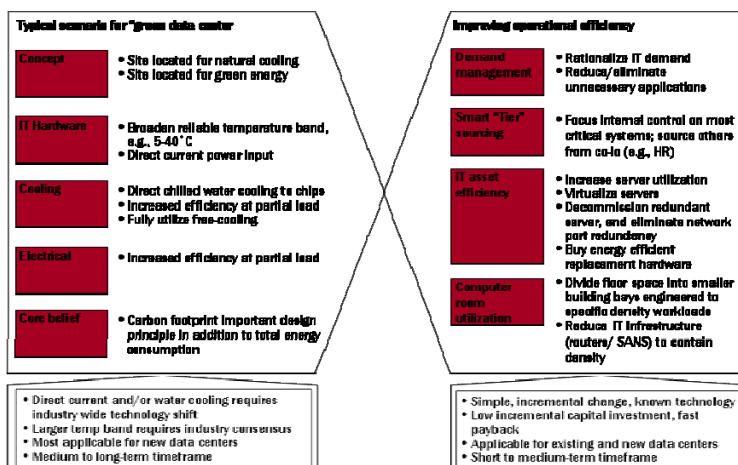 Typical scenario for "green data center
Concept
• Site located for natural cooling
• Site located for green energy
IT Hardware
• Broaden reliable temperature band,
e.g., 5-40˚C
• Direct current power input
Cooling
• Direct chilled water cooling to chips
• Increased efficiency at partial load
• Fully utilize free-cooling
Electrical
• Increased efficiency at partial load
Core belief
• Carbon footprint important design
principle in addition to total energy
consumption
• Direct current and/or water cooling requires
industry wide technology shift
• Larger temp band requires industry consensus
• Most applicable for new data centers
• Medium to long-term timeframe
Improving operational efficiency
Demand
management
• Rationalize IT demand
• Reduce/eliminate
unnecessary applications
Smart "Tier"
sourcing
• Focus internal control on most
critical systems; source others
from co-lo (e.g., HR)
IT asset
efficiency
• Increase server utilization
• Virtualize servers
• Decommission redundant
server, and eliminate network
port redundancy
• Buy energy efficient
replacement hardware
Computer
room
utilization
• Divide floor space into smaller
building bays engineered to
specific density workloads
• Reduce IT infrastructure
(routers/ SANS) to contain
density
• Simple, incremental change, known technology
• Low incremental capital investment, fast
payback
• Applicable for existing and new data centers
• Short to medium-term timeframe